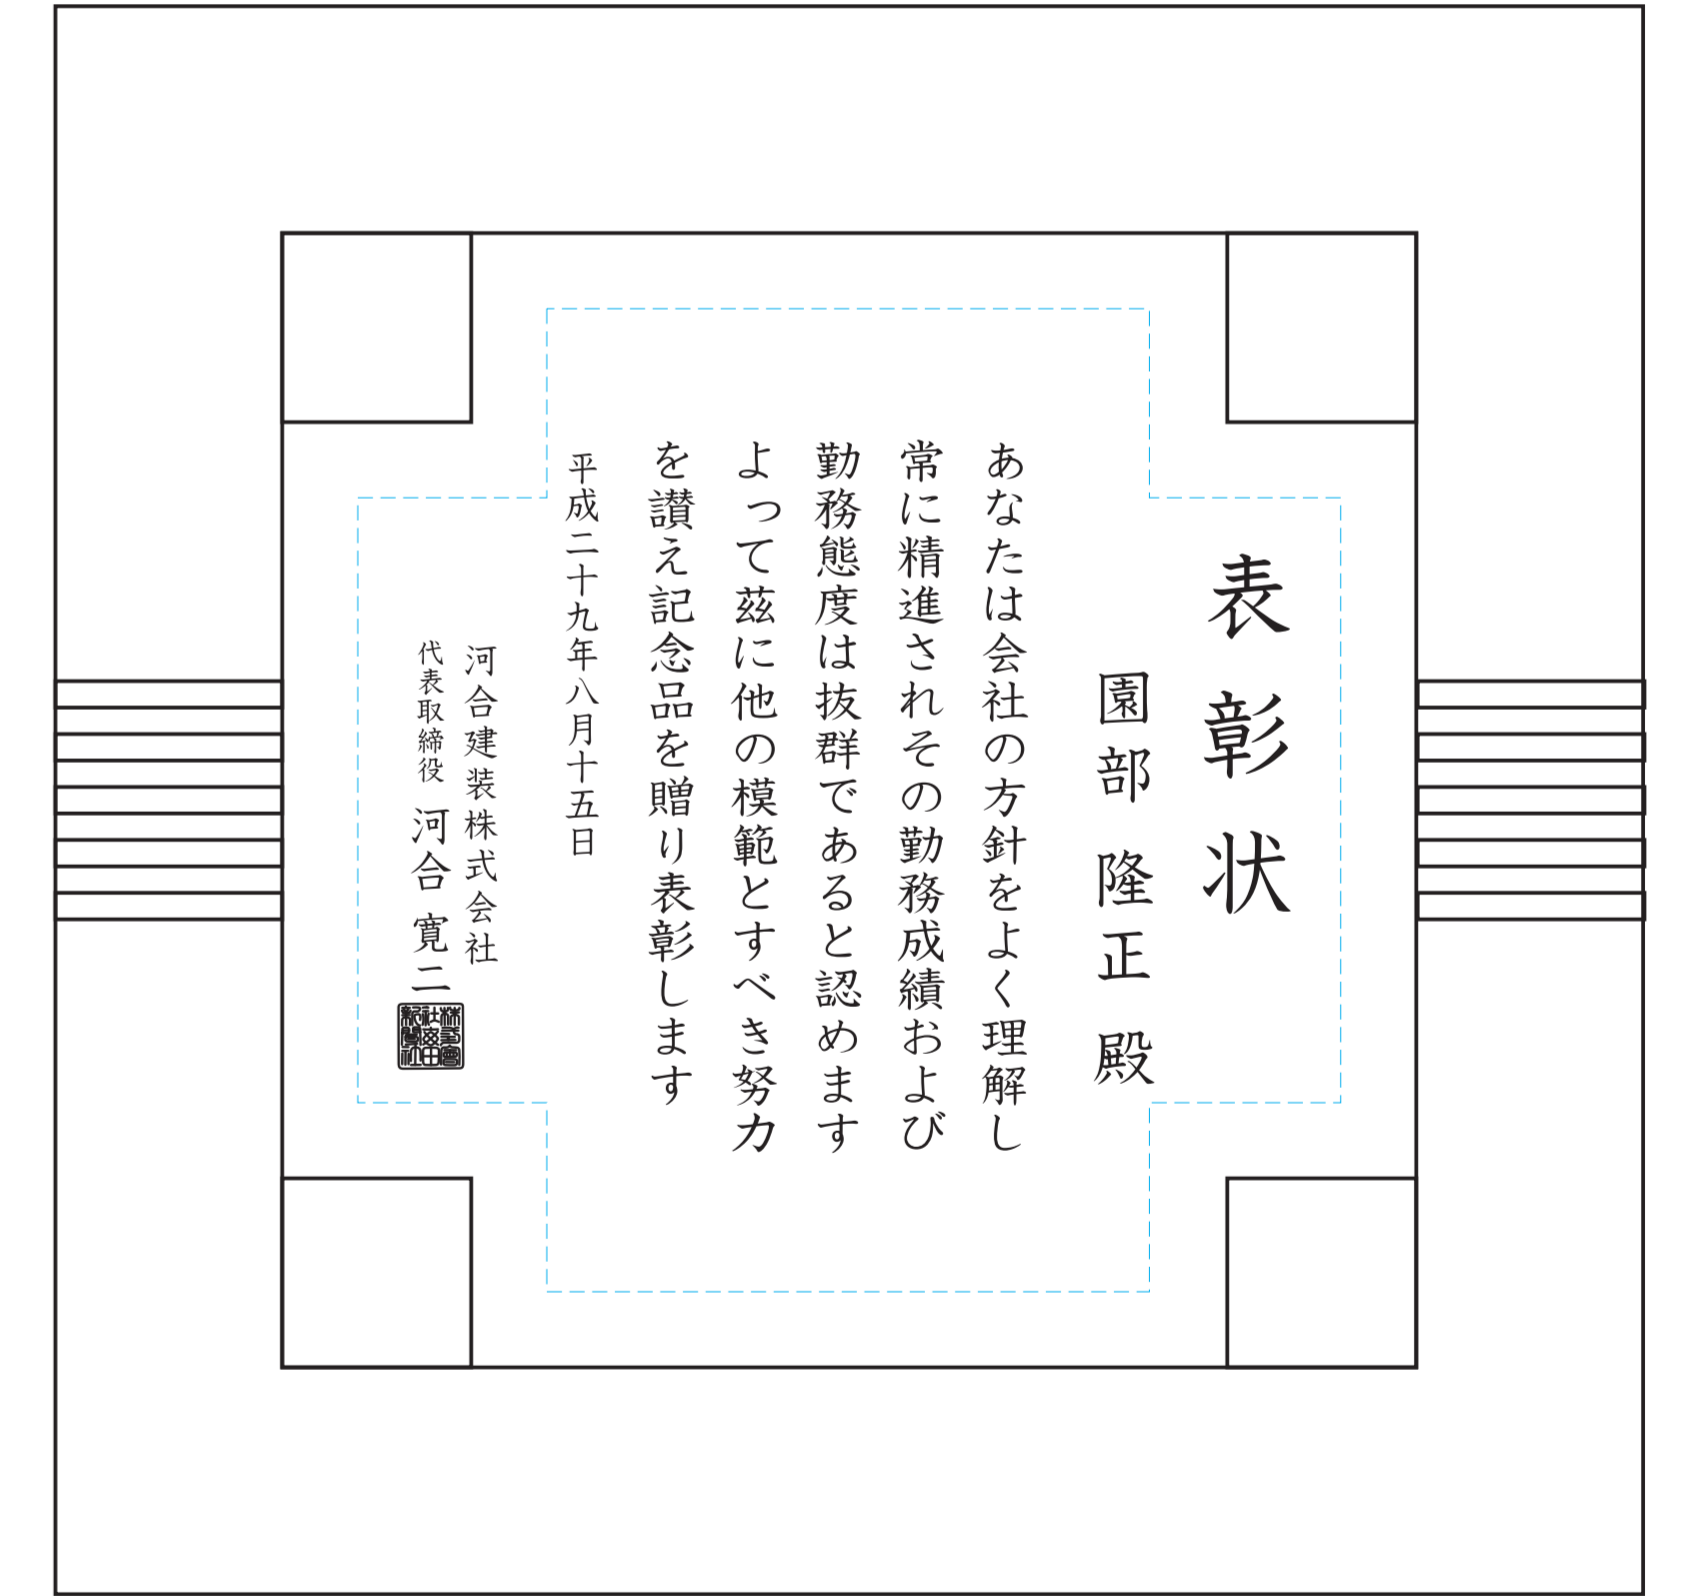 表彰状
園部 隆正 殿
あなたは会社の方針をよく理解し
常に精進されその勤務成績および
勤務態度は抜群であると認めます
よって茲に他の模範とすべき努力
を讃え記念品を贈り表彰します
平成二十九年八月十五日
河合建装株式会社
代表取締役 河合 寛二